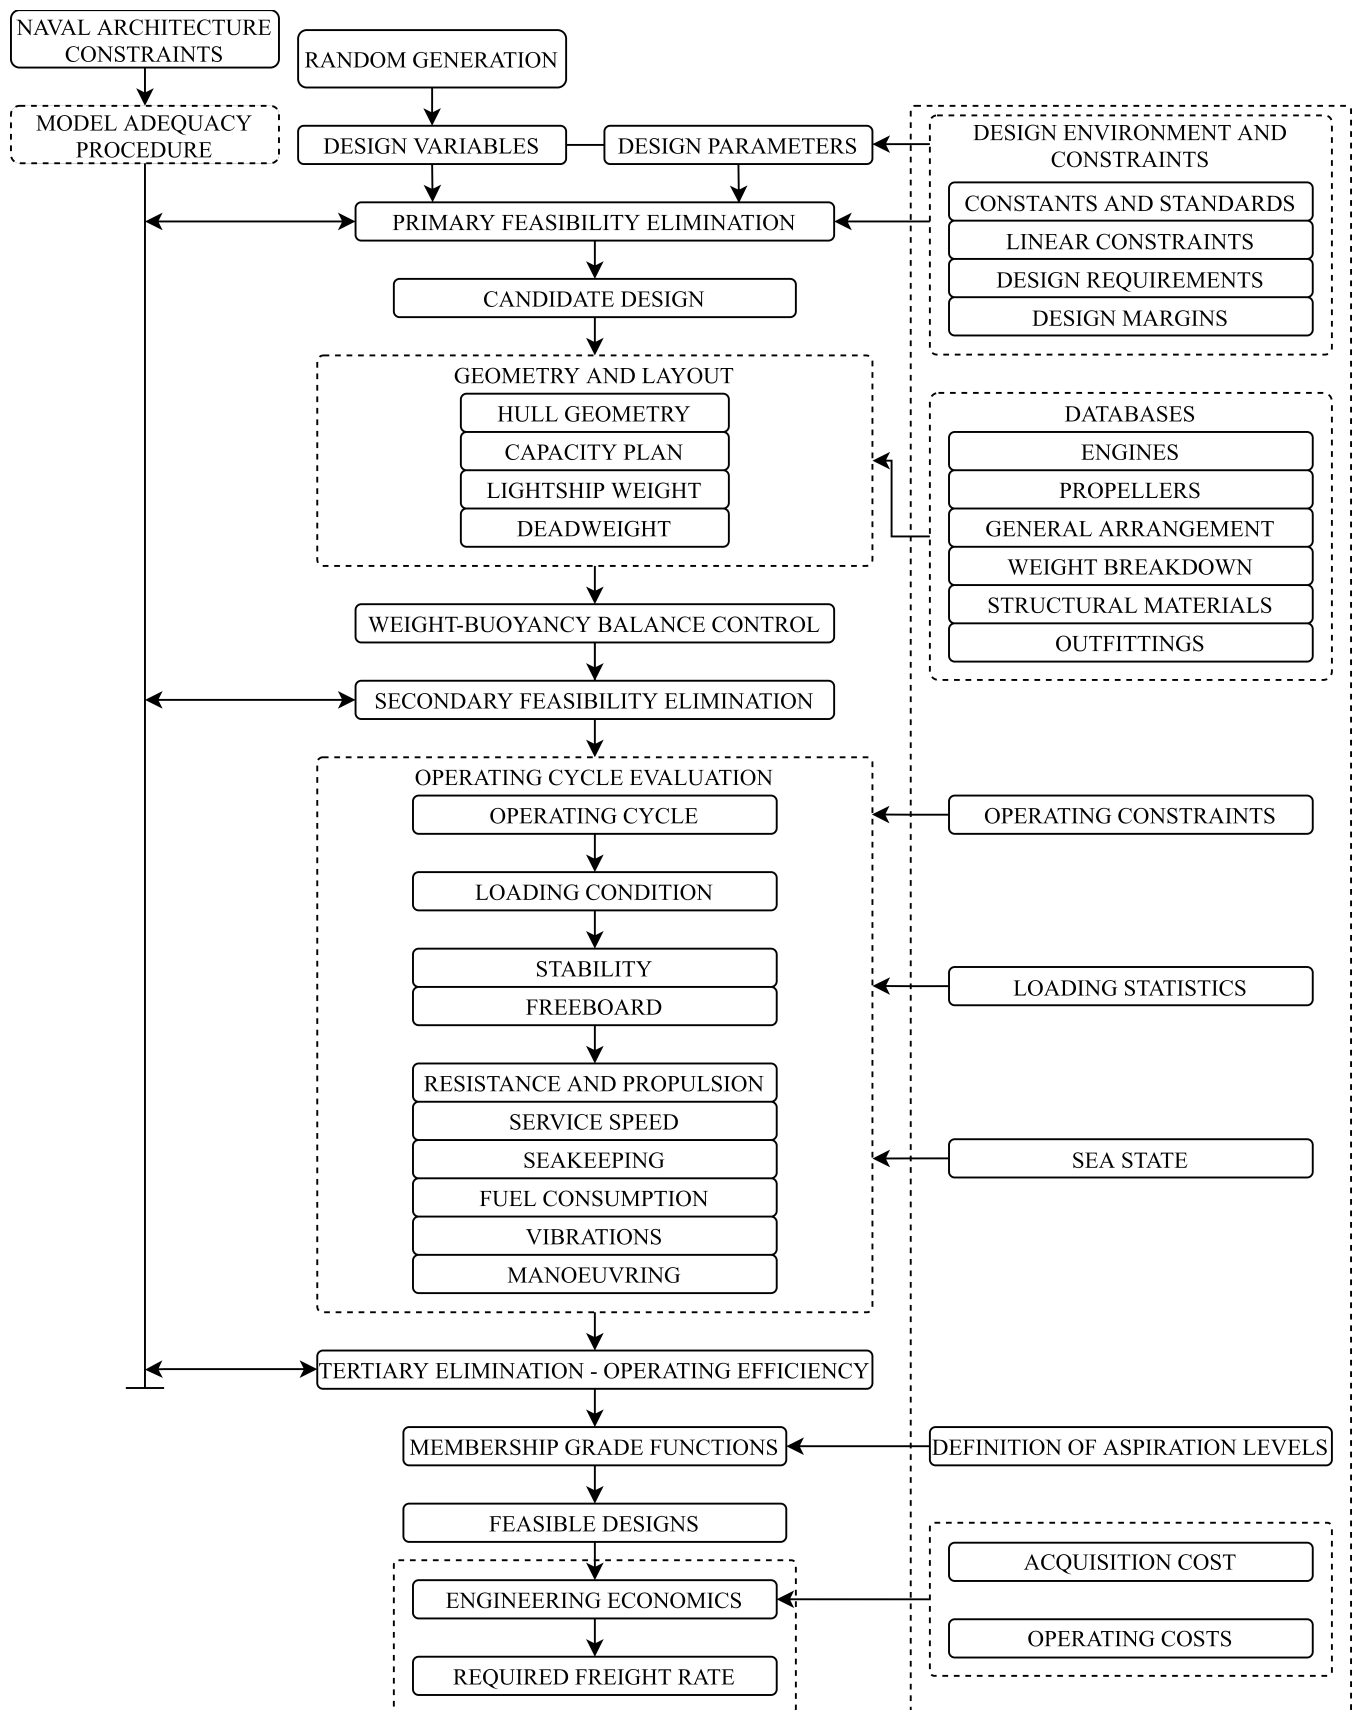 NAVAL ARCHITECTURE
CONSTRAINTS
RANDOM GENERATION
MODEL ADEQUACY
PROCEDURE
DESIGN VARIABLES
DESIGN PARAMETERS
DESIGN ENVIRONMENT AND
CONSTRAINTS
CONSTANTS AND STANDARDS
LINEAR CONSTRAINTS
DESIGN REQUIREMENTS
DESIGN MARGINS
PRIMARY FEASIBILITY ELIMINATION
CANDIDATE DESIGN
GEOMETRY AND LAYOUT
HULL GEOMETRY
CAPACITY PLAN
LIGHTSHIP WEIGHT
DEADWEIGHT
DATABASES
ENGINES
PROPELLERS
GENERAL ARRANGEMENT
WEIGHT BREAKDOWN
STRUCTURAL MATERIALS
OUTFITTINGS
WEIGHT-BUOYANCY BALANCE CONTROL
SECONDARY FEASIBILITY ELIMINATION
OPERATING CYCLE EVALUATION
OPERATING CYCLE
LOADING CONDITION
STABILITY
FREEBOARD
RESISTANCE AND PROPULSION
SERVICE SPEED
SEAKEEPING
FUEL CONSUMPTION
VIBRATIONS
MANOEUVRING
OPERATING CONSTRAINTS
LOADING STATISTICS
SEA STATE
TERTIARY ELIMINATION - OPERATING EFFICIENCY
MEMBERSHIP GRADE FUNCTIONS
DEFINITION OF ASPIRATION LEVELS
FEASIBLE DESIGNS
ENGINEERING ECONOMICS
REQUIRED FREIGHT RATE
ACQUISITION COST
OPERATING COSTS